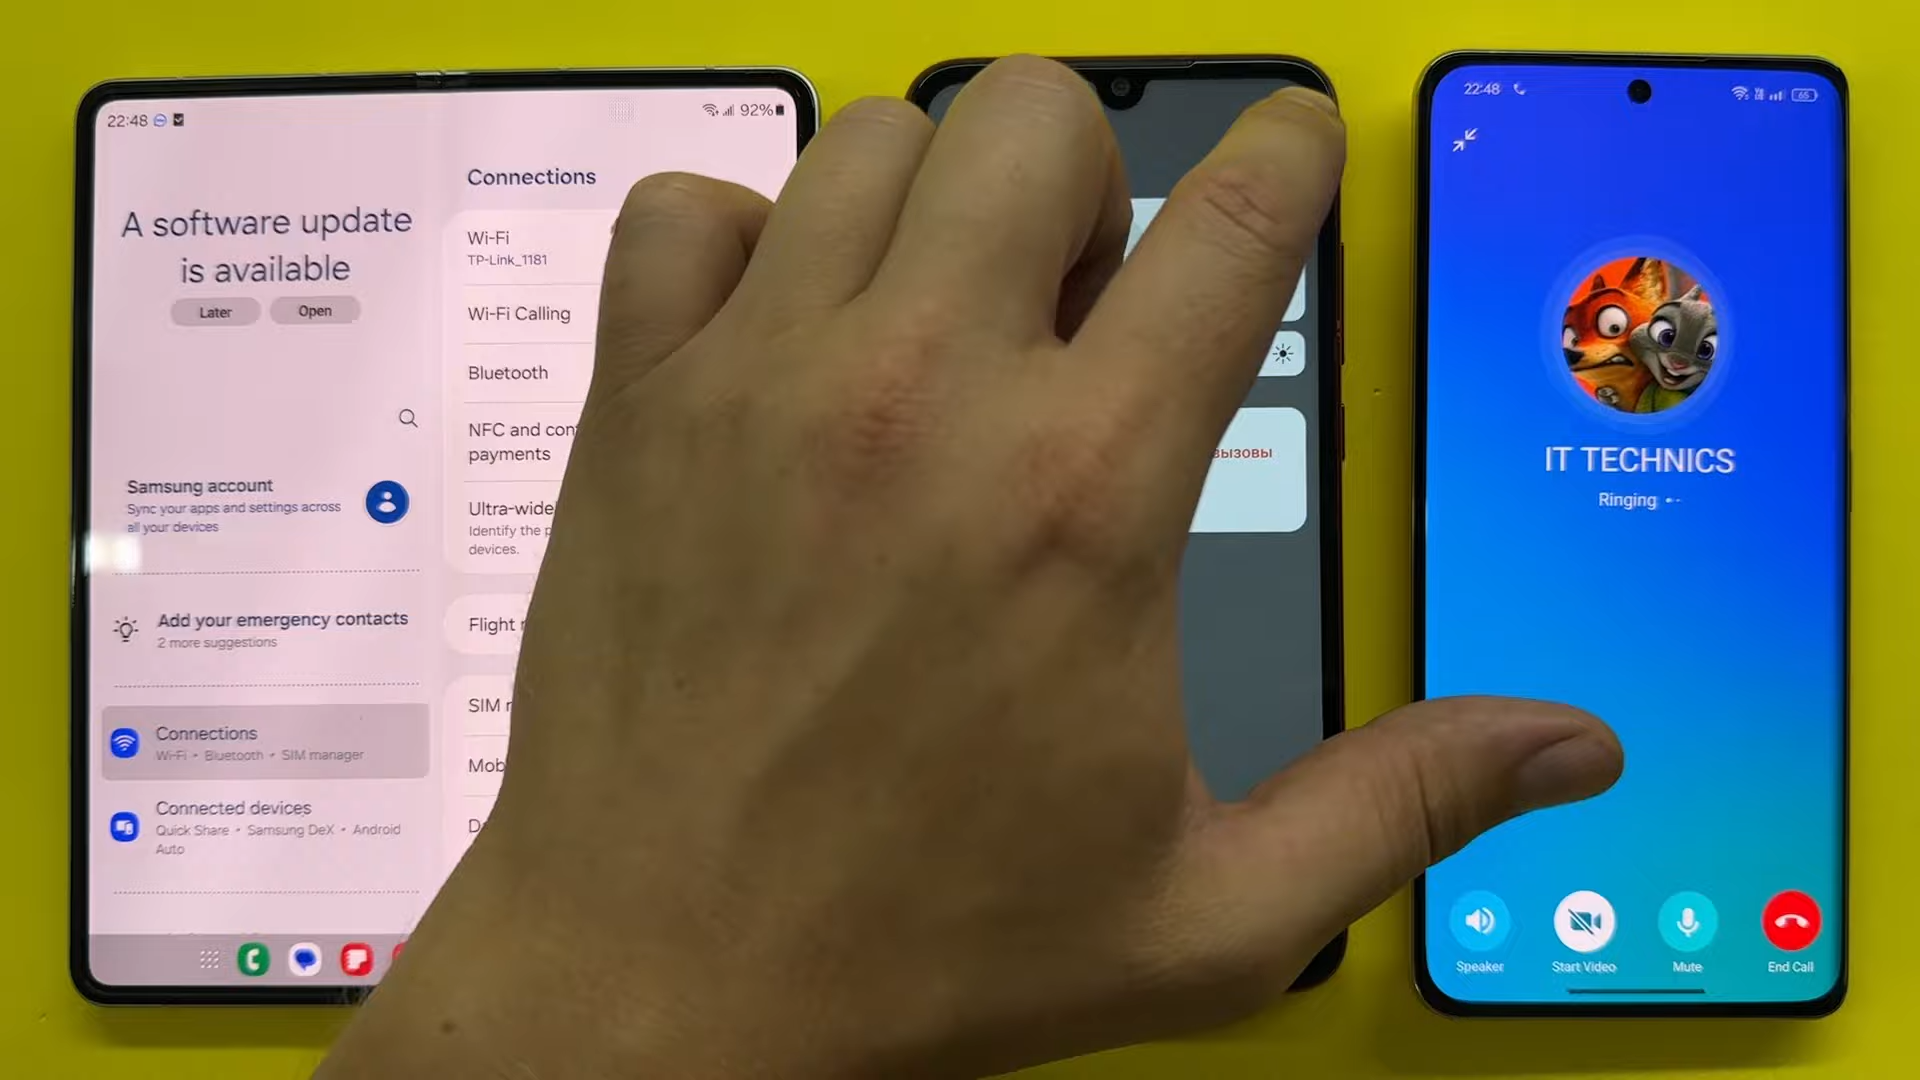 22:48
92%
A software update
is available
Later
Open
Samsung account
Sync your apps and settings across
all your devices
Add your emergency contacts
2 more suggestions
Connections
Wi-Fi • Bluetooth • SIM manager
Connected devices
Quick Share • Samsung DeX • Android
Auto
Connections
Wi-Fi
TP-Link_1181
Wi-Fi Calling
Bluetooth
NFC and con
payments
Ultra-wide
Identify the p
devices.
Flight
SIM
Mob
вызовы
22:48
65
IT TECHNICS
Ringing
Speaker
Start Video
Mute
End Call